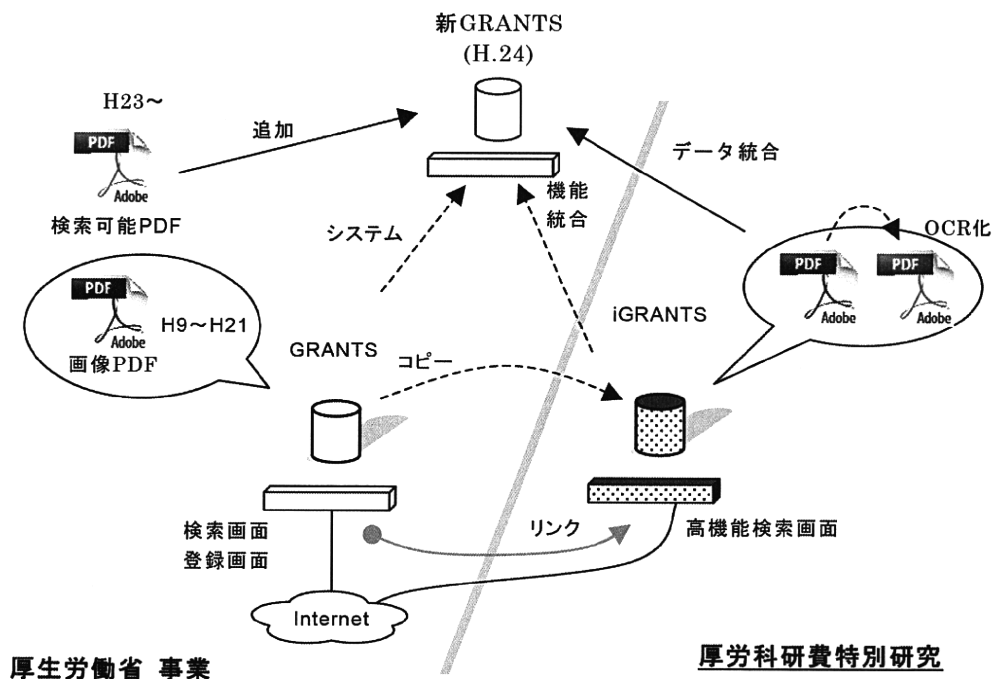 新GRANTS
(H.24)
H23～
PDF
Adobe
検索可能PDF
追加
データ統合
機能
統合
システム
OCR化
PDF
Adobe
PDF
Adobe
PDF
Adobe
H9～H21
画像PDF
iGRANTS
GRANTS
コピー
検索画面
登録画面
リンク
高機能検索画面
Internet
厚生労働省 事業
厚労科研費特別研究